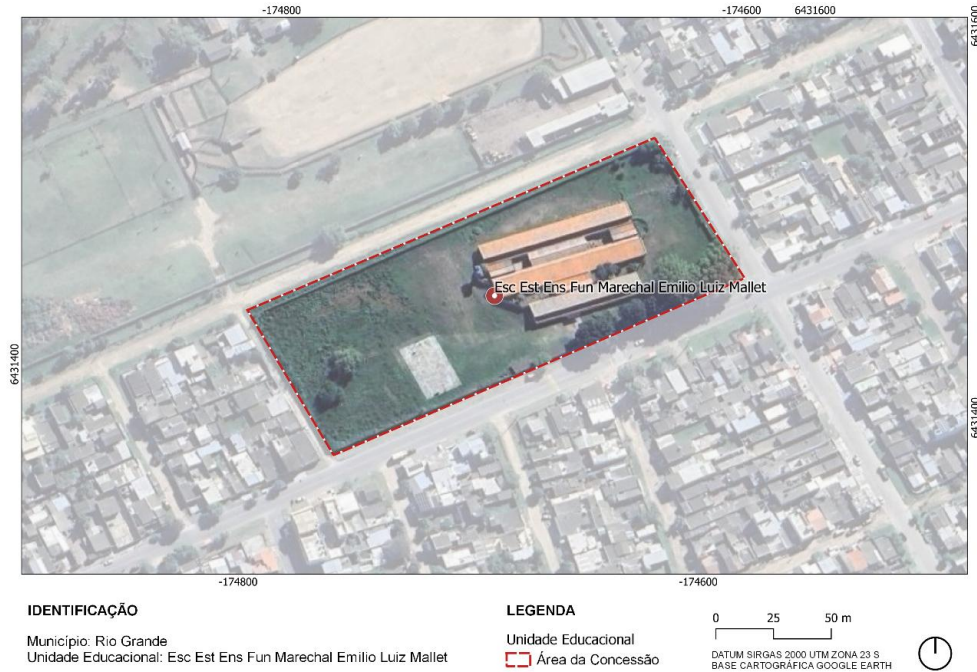 -174800
-174600
6431600
6431600
Esc Est Ens Fun Marechal Emilio Luiz Mallet
6431400
6431400
-174800
-174600
IDENTIFICAÇÃO
Município: Rio Grande
Unidade Educacional: Esc Est Ens Fun Marechal Emilio Luiz Mallet
LEGENDA
Unidade Educacional
Área da Concessão
0 25 50 m
DATUM SIRGAS 2000 UTM ZONA 23 S
BASE CARTOGRÁFICA GOOGLE EARTH